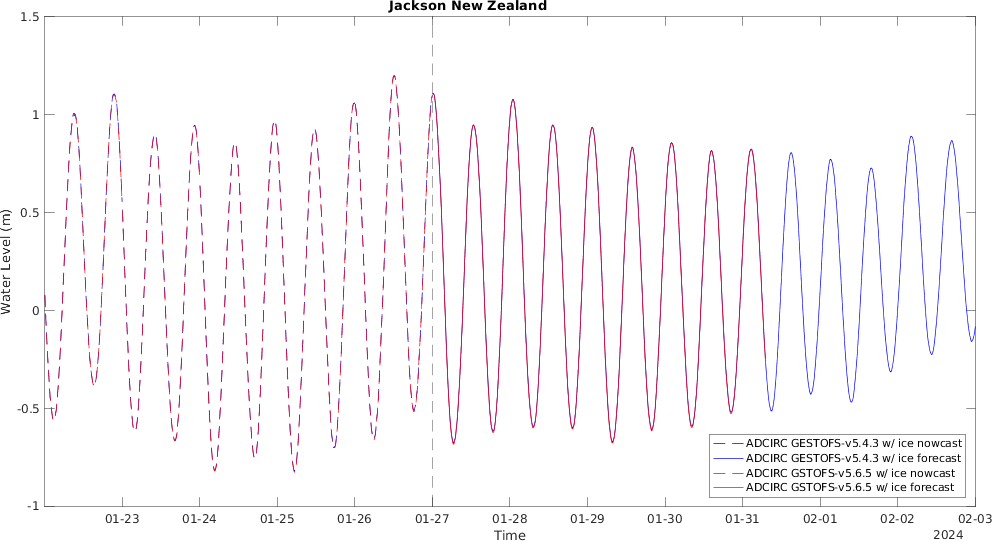 Jackson New Zealand
1.5
1
0.5
0
-0.5
-1
Water Level (m)
ADCIRC GESTOFS-v5.4.3 w/ ice nowcast
ADCIRC GESTOFS-v5.4.3 w/ ice forecast
ADCIRC GSTOFS-v5.6.5 w/ ice nowcast
ADCIRC GSTOFS-v5.6.5 w/ ice forecast
01-23 01-24 01-25 01-26 01-27 01-28 01-29 01-30 01-31 02-01 02-02 02-03
Time
2024